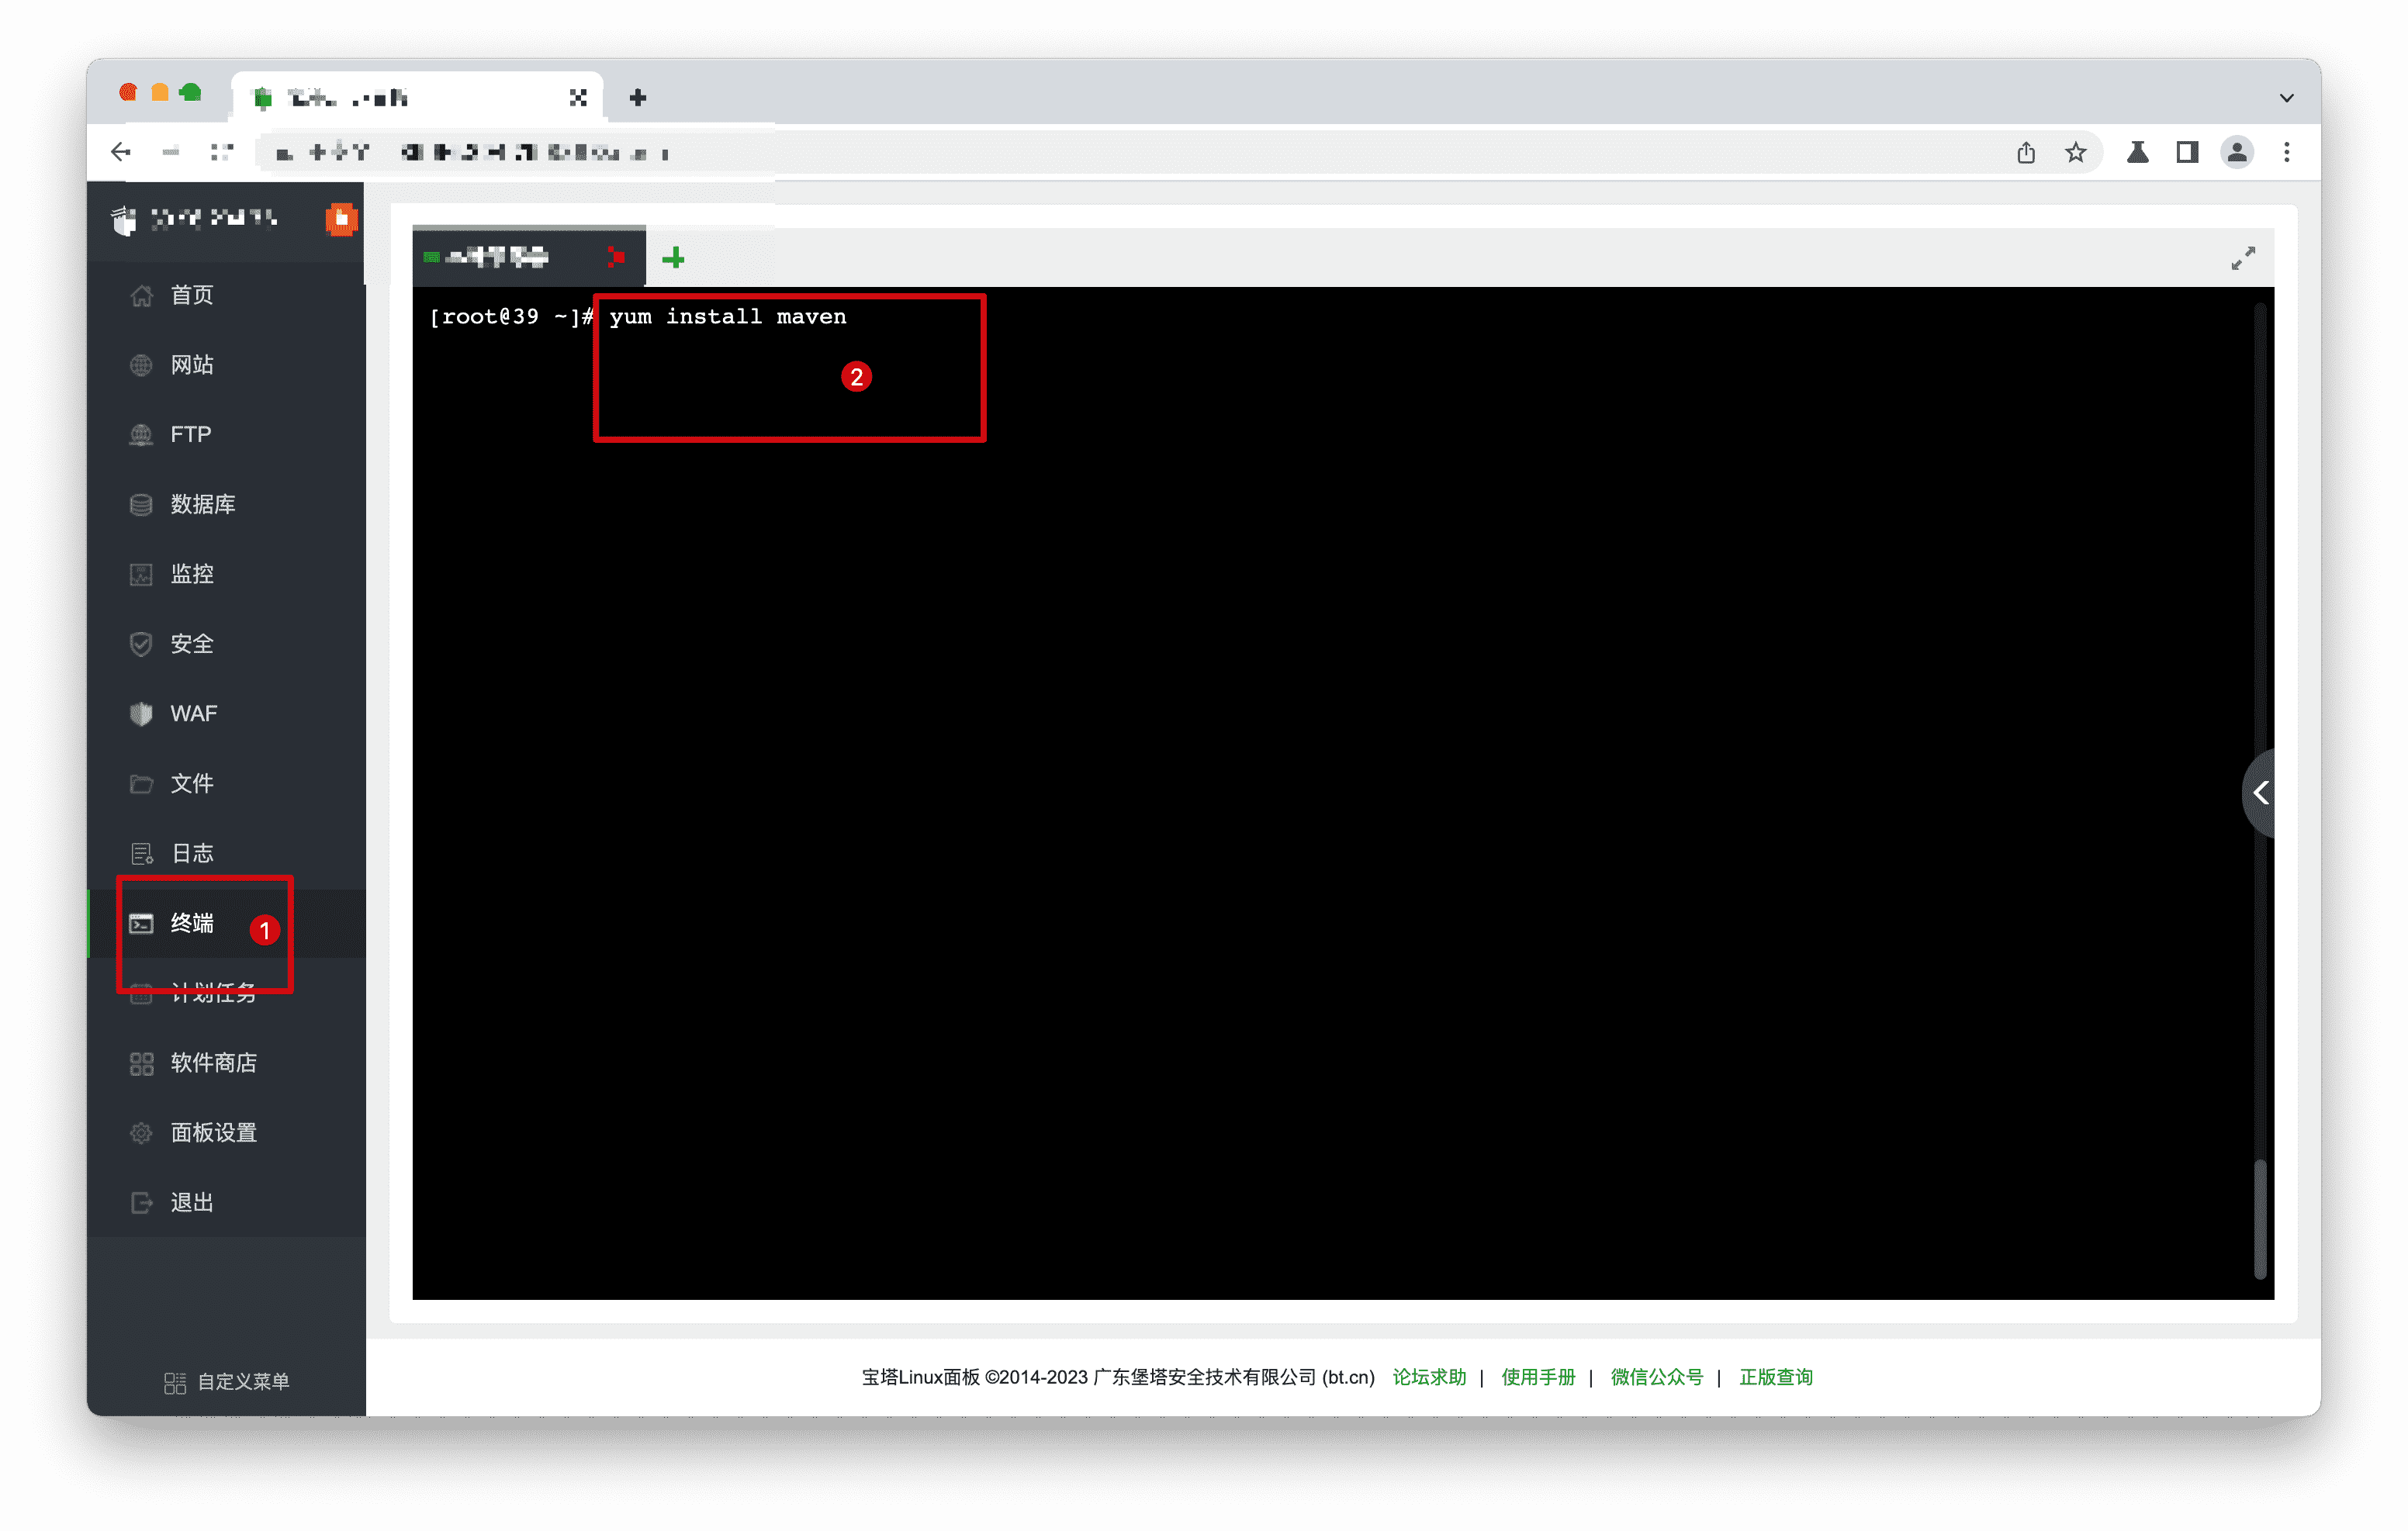 首页
网站
FTP
数据库
监控
安全
WAF
文件
日志
终端 1
计划任务
软件商店
面板设置
退出
自定义菜单
[root@39 ~]# yum install maven
2
宝塔Linux面板 ©2014-2023 广东堡塔安全技术有限公司 (bt.cn) 论坛求助 | 使用手册 | 微信公众号 | 正版查询